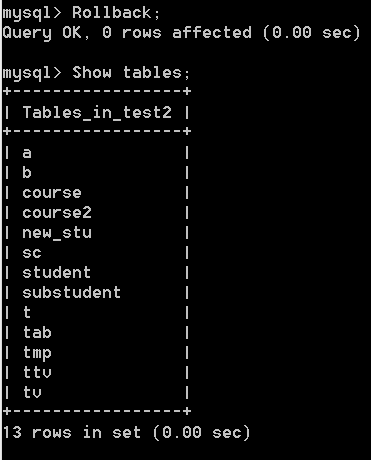 mysql> Rollback;
Query OK, 0 rows affected (0.00 sec)
mysql> Show tables;
+-----------------+
| Tables_in_test2 |
+-----------------+
| a               |
| b               |
| course          |
| course2         |
| new_stu         |
| sc              |
| student         |
| substudent      |
| t               |
| tab             |
| tmp             |
| ttv             |
| tv              |
+-----------------+
13 rows in set (0.00 sec)